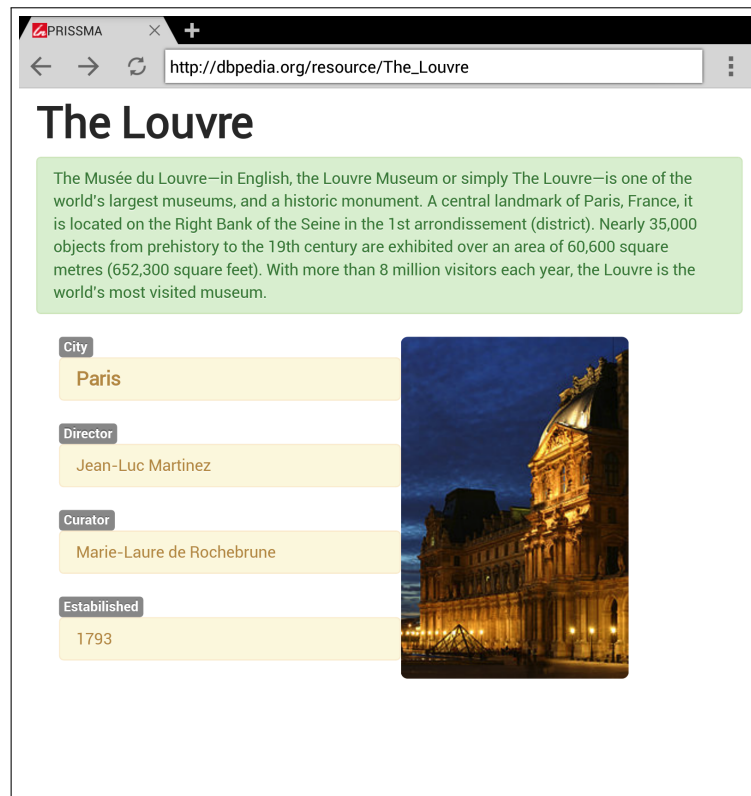 PRISSMA
http://dbpedia.org/resource/The_Louvre
The Louvre
The Musée du Louvre—in English, the Louvre Museum or simply The Louvre—is one of the
world's largest museums, and a historic monument. A central landmark of Paris, France, it
is located on the Right Bank of the Seine in the 1st arrondissement (district). Nearly 35,000
objects from prehistory to the 19th century are exhibited over an area of 60,600 square
metres (652,300 square feet). With more than 8 million visitors each year, the Louvre is the
world's most visited museum.
City
Paris
Director
Jean-Luc Martinez
Curator
Marie-Laure de Rochebrune
Estabilished
1793